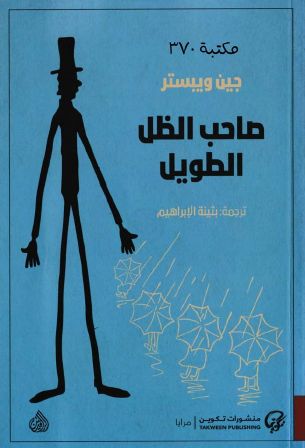 مكتبة ٣٧٠
جين ويبستر
صاحب الظل
الطويل
ترجمة: بثينة الإبراهيم
منشورات تكوين | مرايا
TAKWEEN PUBLISHING